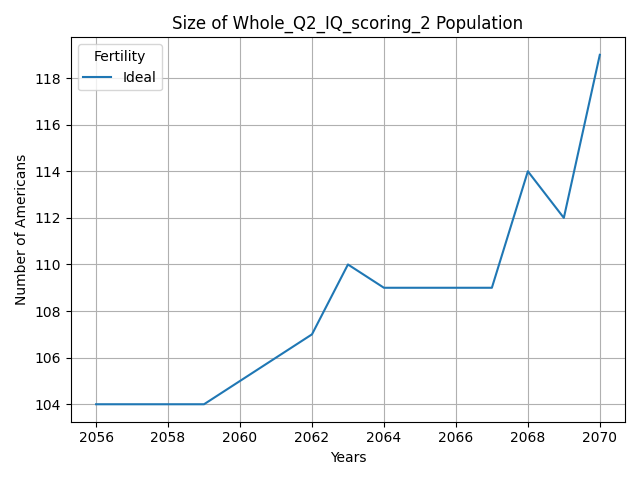 Size of Whole_Q2_IQ_scoring_2 Population
Fertility
Ideal
Number of Americans
118
116
114
112
110
108
106
104
2056 2058 2060 2062 2064 2066 2068 2070
Years